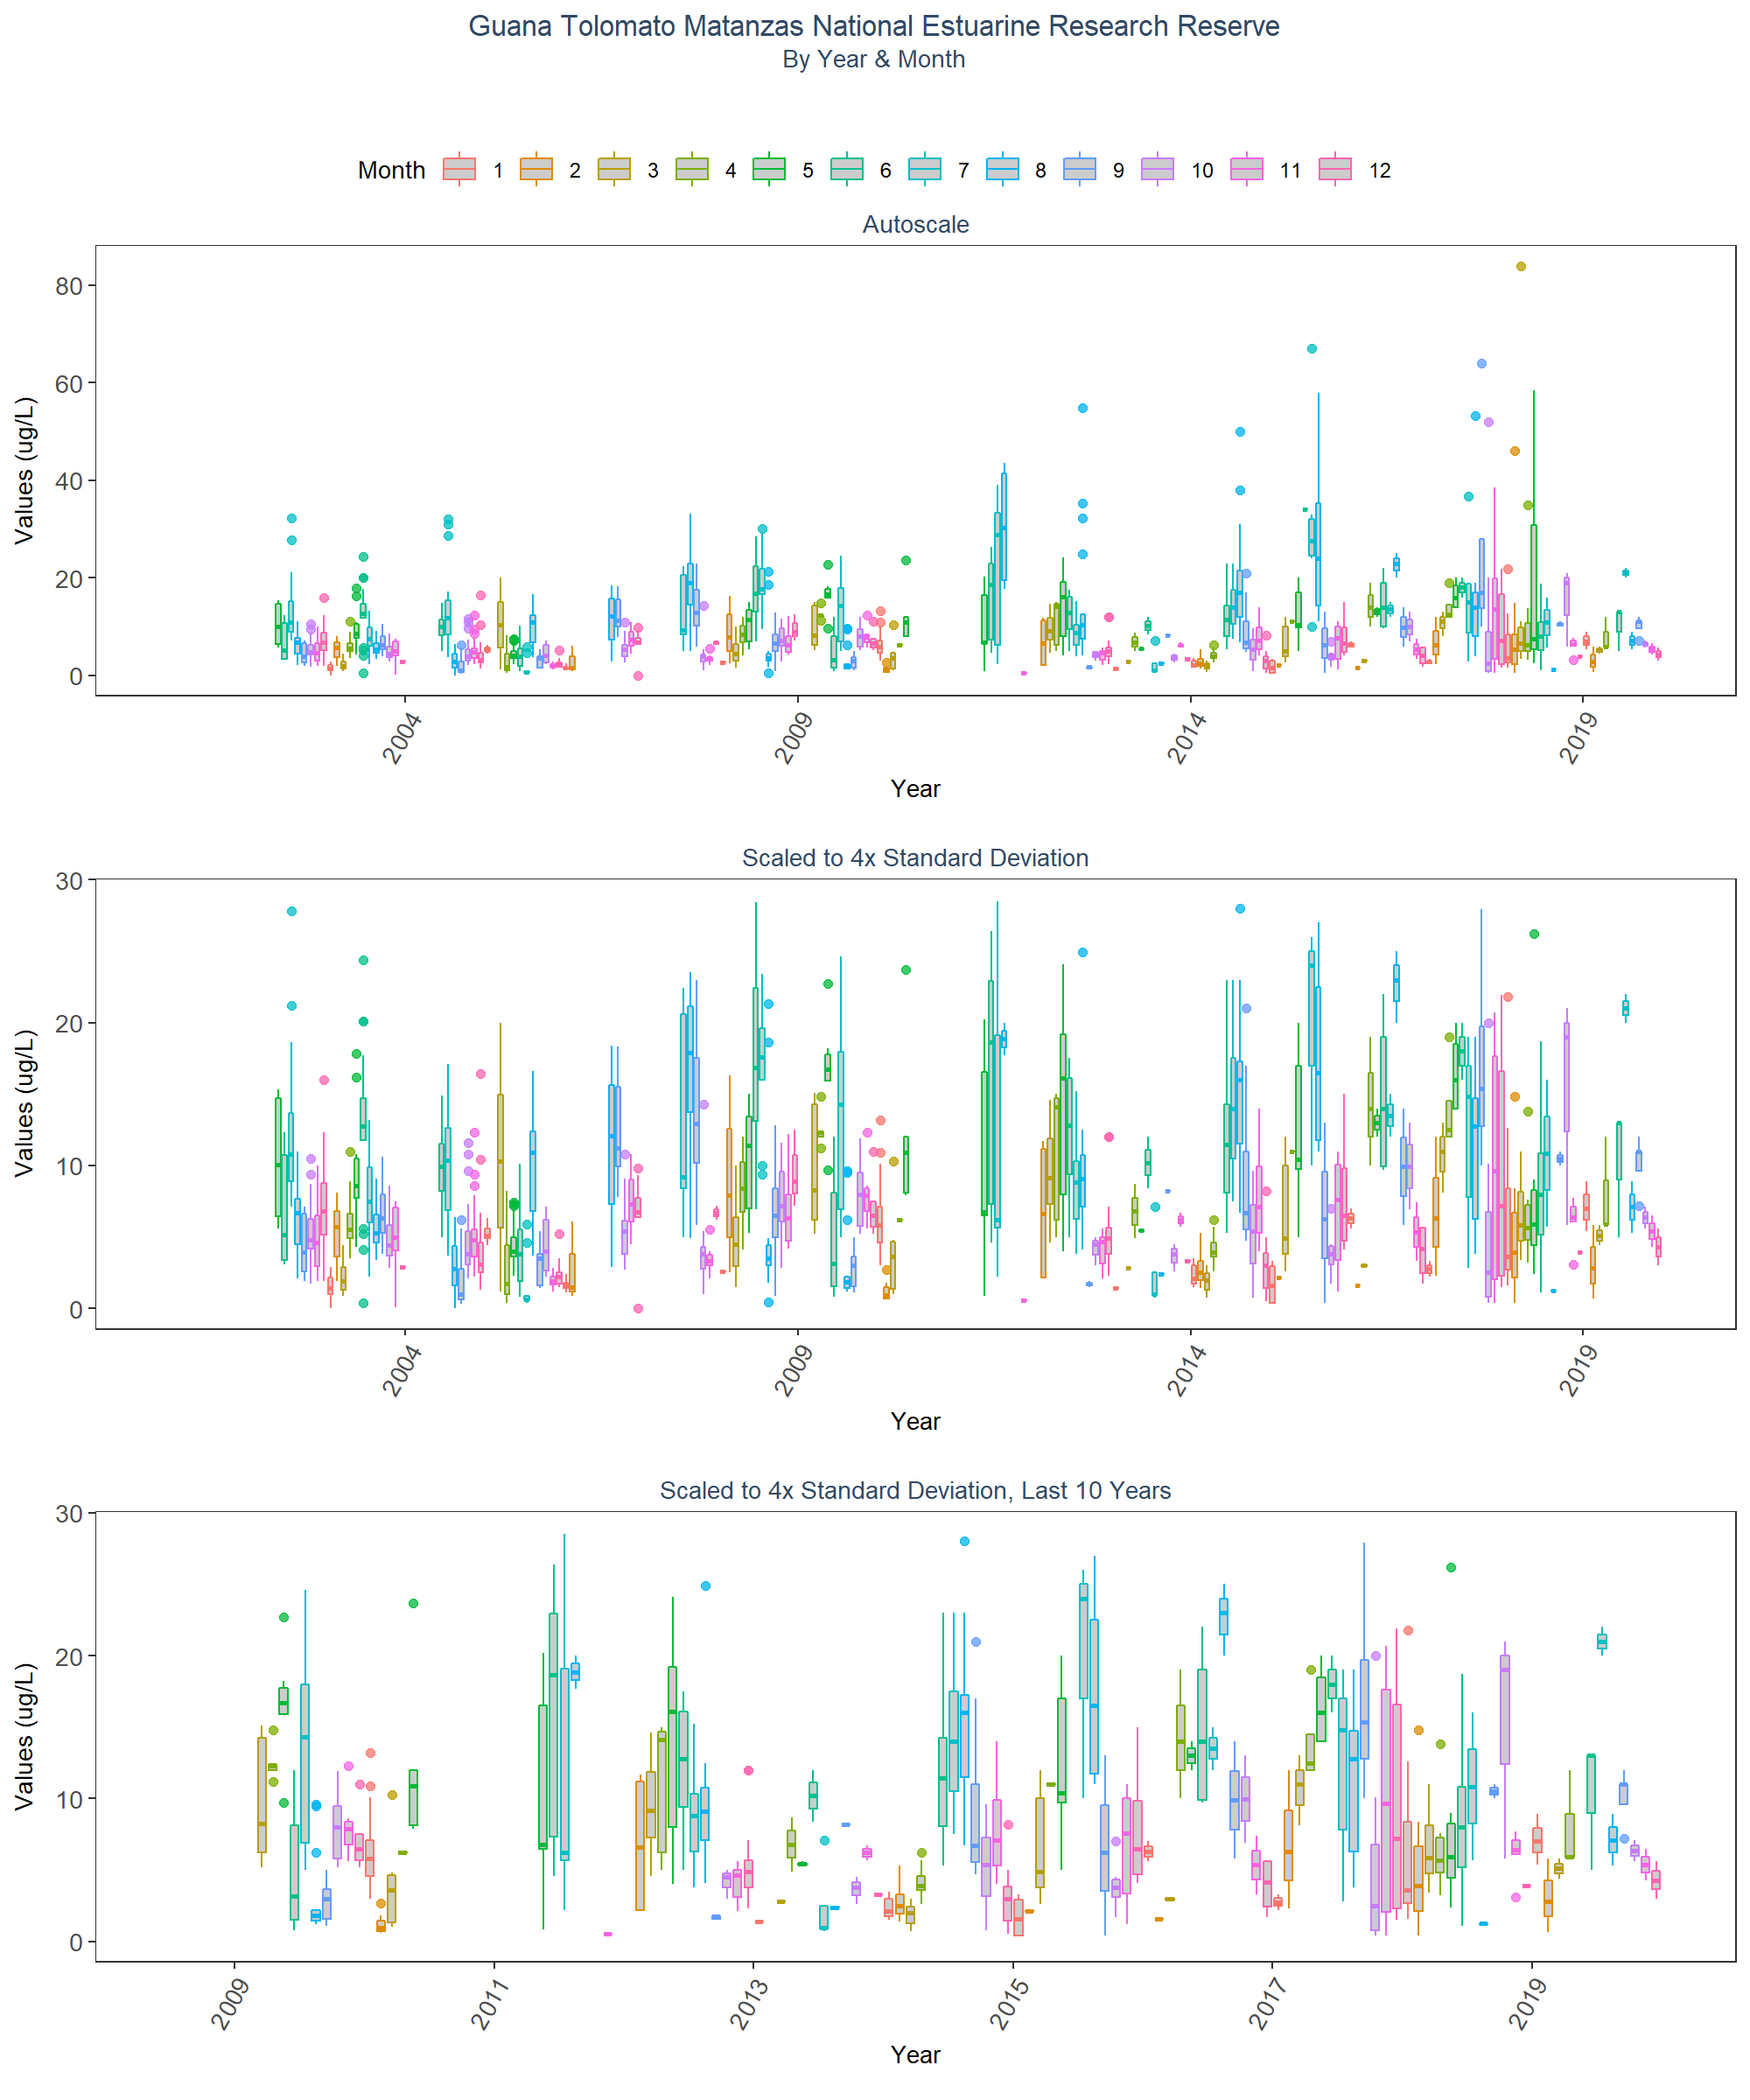 Guana Tolomato Matanzas National Estuarine Research Reserve
By Year & Month
Month 1 2 3 4 5 6 7 8 9 10 11 12
Autoscale
Values (ug/L)
80
60
40
20
0
2004 2009 2014 2019
Year
Scaled to 4x Standard Deviation
Values (ug/L)
30
20
10
0
2004 2009 2014 2019
Year
Scaled to 4x Standard Deviation, Last 10 Years
Values (ug/L)
30
20
10
0
2009 2011 2013 2015 2017 2019
Year